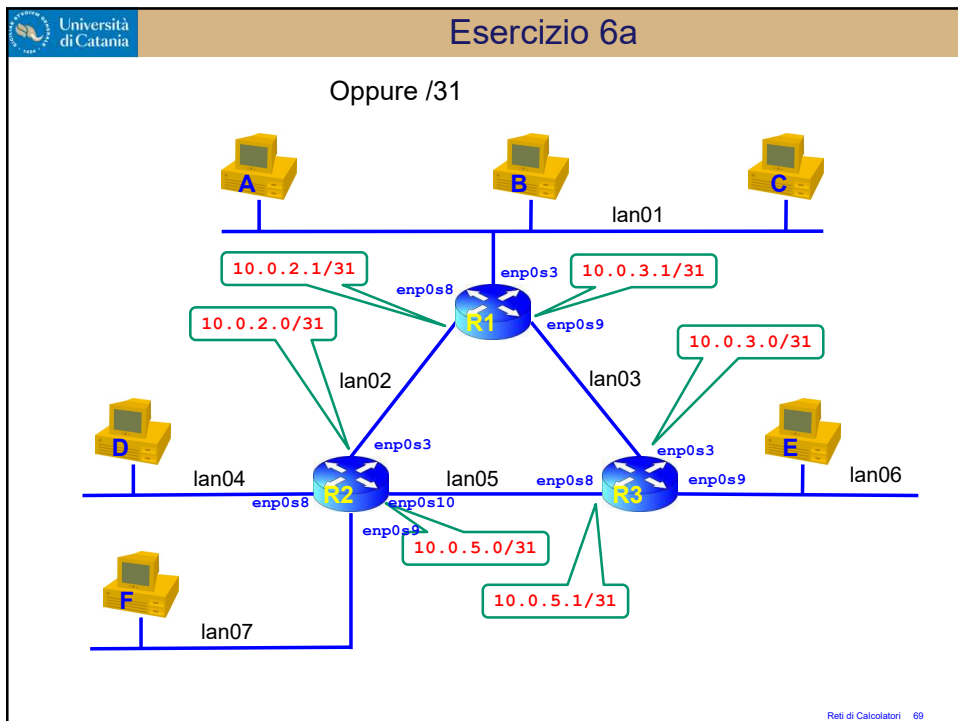 Università
di Catania
Esercizio 6a
Oppure /31
A
B
C
lan01
10.0.2.1/31
enp0s3
10.0.3.1/31
enp0s8
10.0.2.0/31
R1
enp0s9
10.0.3.0/31
lan02
lan03
D
enp0s3
enp0s3
E
lan04
lan05
enp0s8
enp0s9
lan06
enp0s8
R2
enp0s10
R3
enp0s9
10.0.5.0/31
F
10.0.5.1/31
lan07
Reti di Calcolatori 69